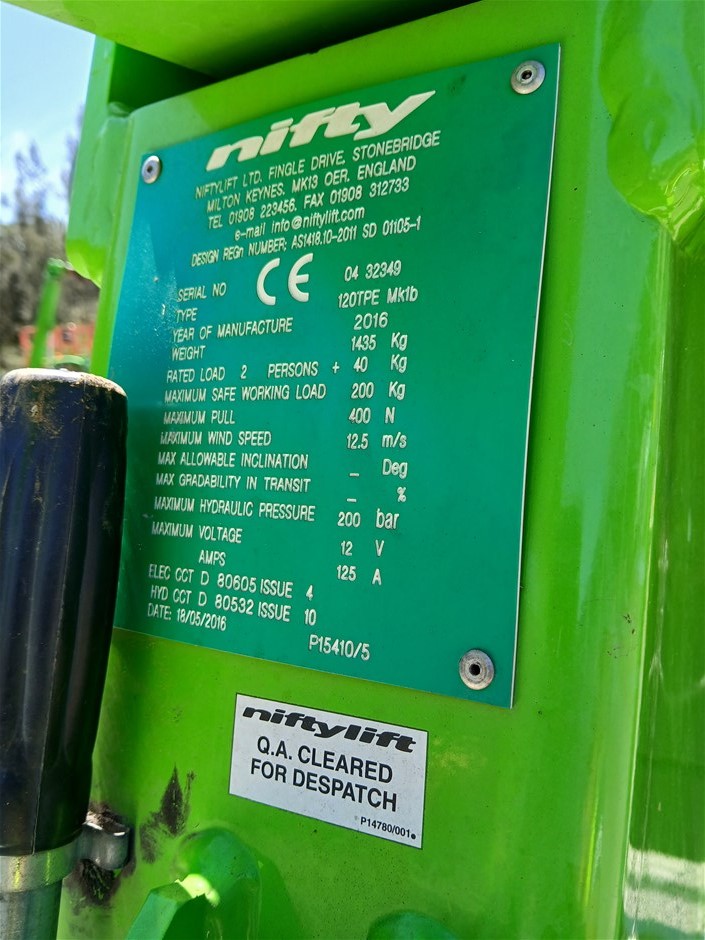 nifty
NIFTYLIFT LTD. FINGLE DRIVE. STONEBRIDGE
MILTON KEYNES. MK13 OER. ENGLAND
TEL 01908 223456. FAX 01908 312733
e-mail info@niftylift.com
DESIGN REGn NUMBER: AS1418.10-2011 SD 01105-1
CE
SERIAL NO 04 32349
TYPE 120TPE Mk1b
YEAR OF MANUFACTURE 2016
WEIGHT 1435 Kg
RATED LOAD 2 PERSONS + 40 Kg
MAXIMUM SAFE WORKING LOAD 200 Kg
MAXIMUM PULL 400 N
MAXIMUM WIND SPEED 12.5 m/s
MAX ALLOWABLE INCLINATION – Deg
MAX GRADABILITY IN TRANSIT – %
MAXIMUM HYDRAULIC PRESSURE 200 bar
MAXIMUM VOLTAGE 12 V
AMPS 125 A
ELEC CCT D 80605 ISSUE 4
HYD CCT D 80532 ISSUE 10
DATE: 18/05/2016
P15410/5
niftylift
Q.A. CLEARED
FOR DESPATCH
P14780/001